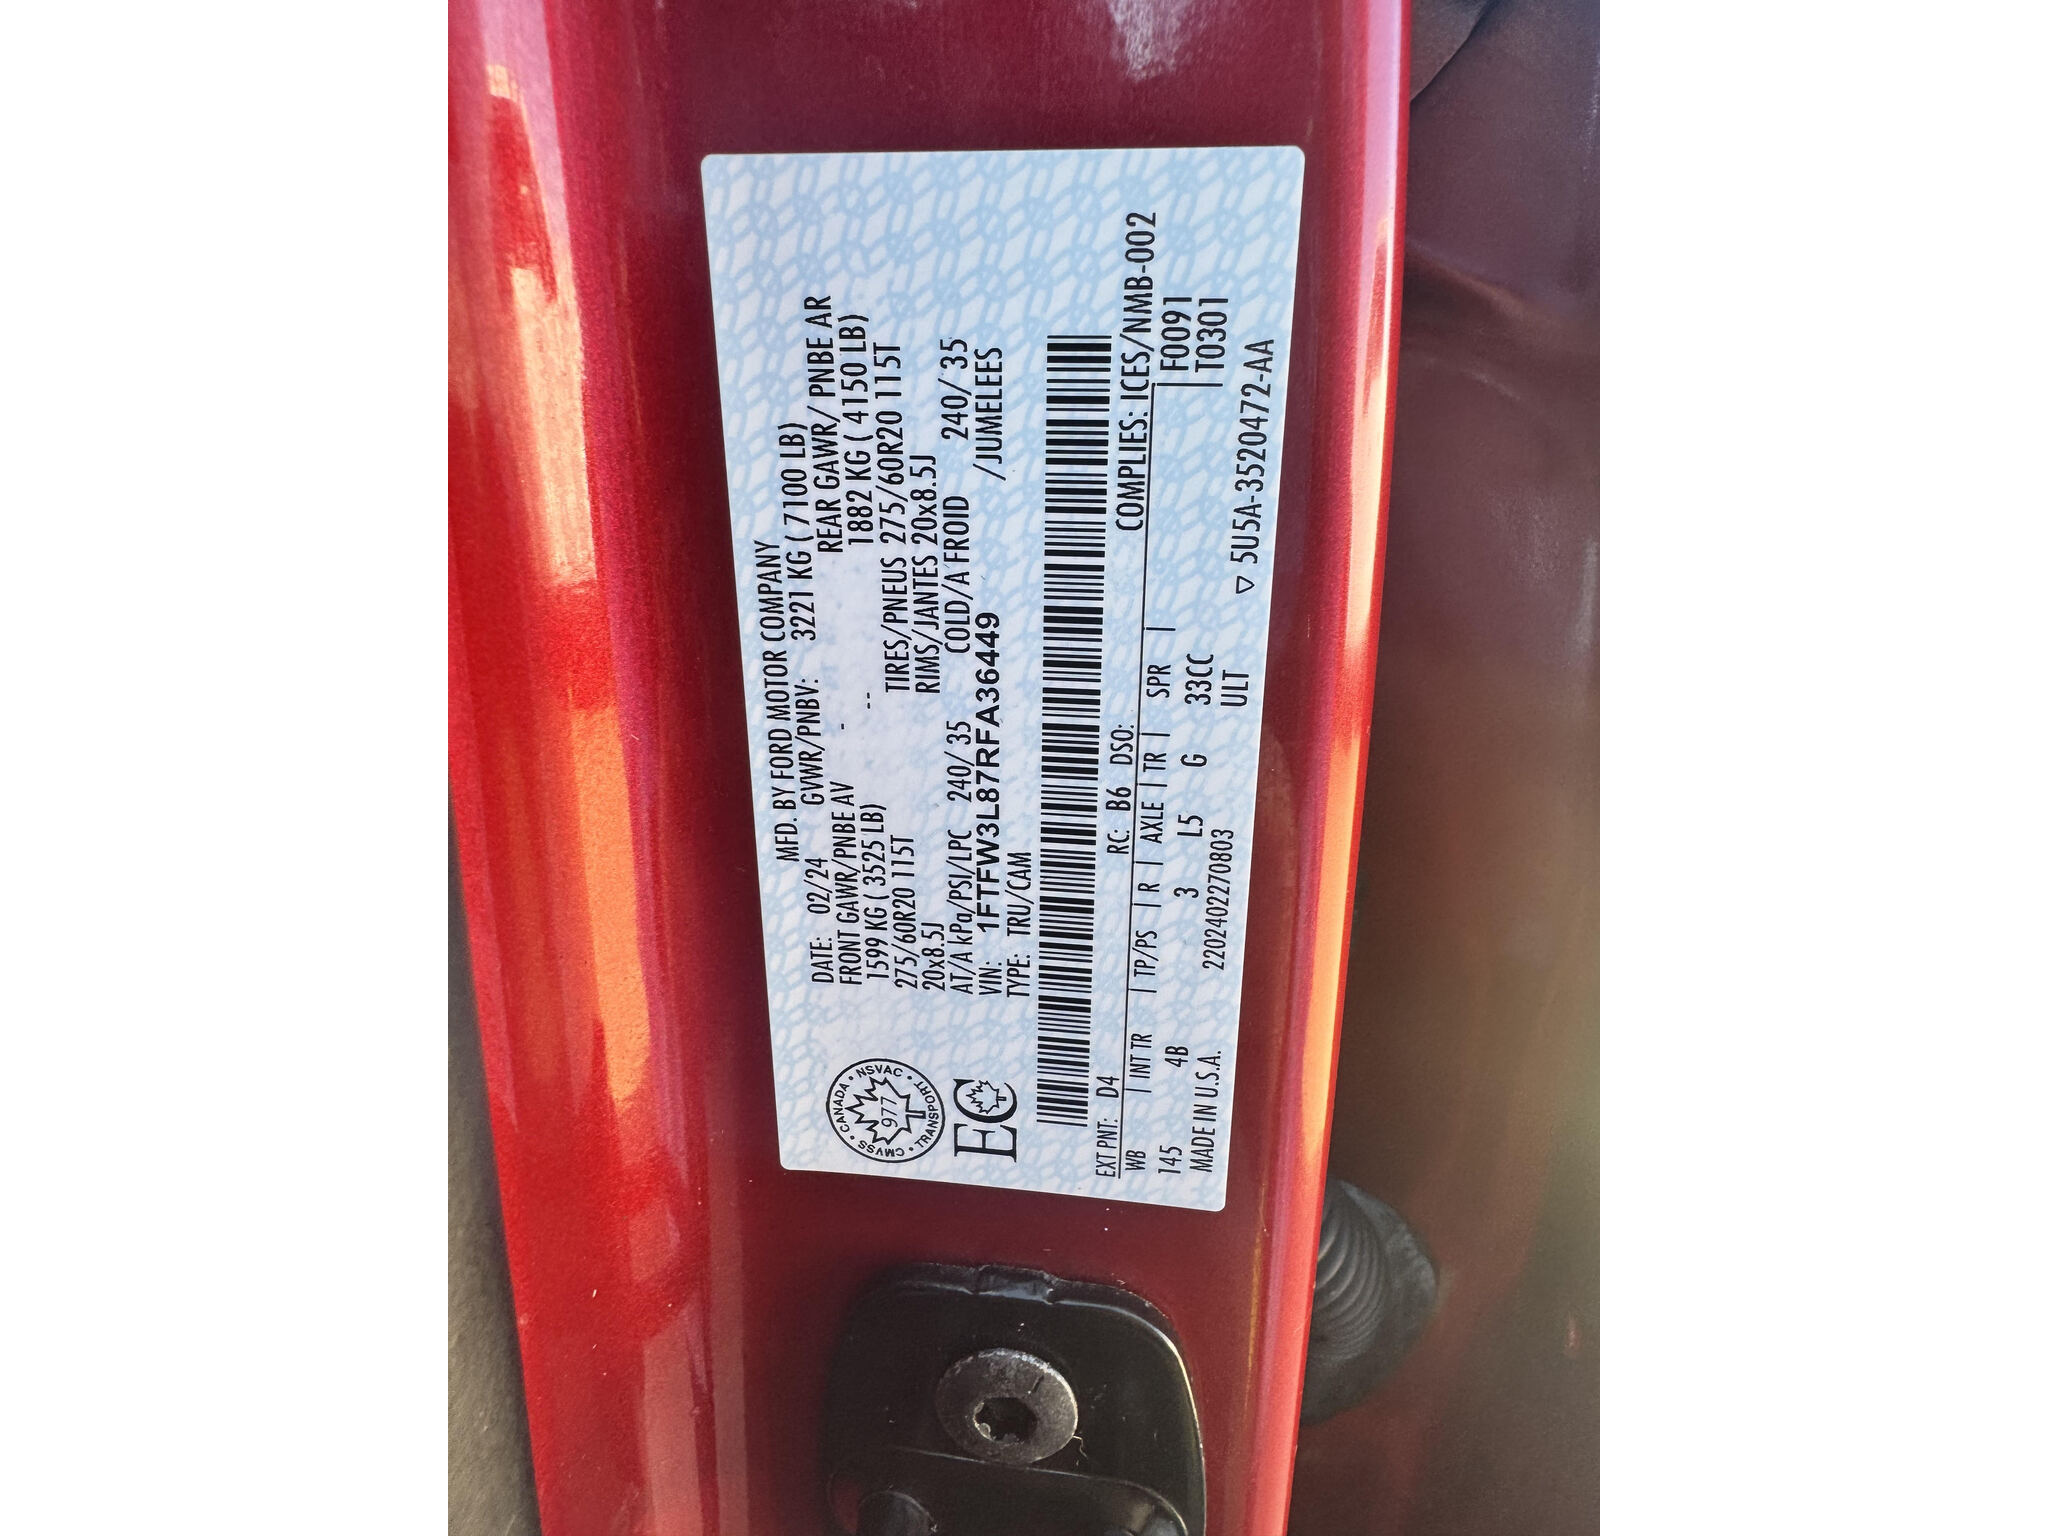 MFD. BY FORD MOTOR COMPANY
DATE: 02/24 GVWR/PNBV: 3221 KG ( 7100 LB)
FRONT GAWR/PNBE AV - REAR GAWR/ PNBE AR
1599 KG ( 3525 LB) -- 1882 KG ( 4150 LB)
275/60R20 115T TIRES/PNEUS 275/60R20 115T
20x8.5J RIMS/JANTES 20x8.5J
AT/A kPa/PSI/LPC 240/ 35 COLD/A FROID 240/ 35
VIN: 1FTFW3L87RFA36449 /JUMELEES
TYPE: TRU/CAM
CANADA • NSVAC • TRANSPORT • CMVSS •
977
EC
EXT PNT: D4 RC: B6 DSO: COMPLIES: ICES/NMB-002
WB | INT TR | TP/PS | R | AXLE | TR | SPR | | F0091
145 4B 3 L5 G 33CC | T0301
MADE IN U.S.A. 2202402270803 ULT
▽ 5U5A-3520472-AA